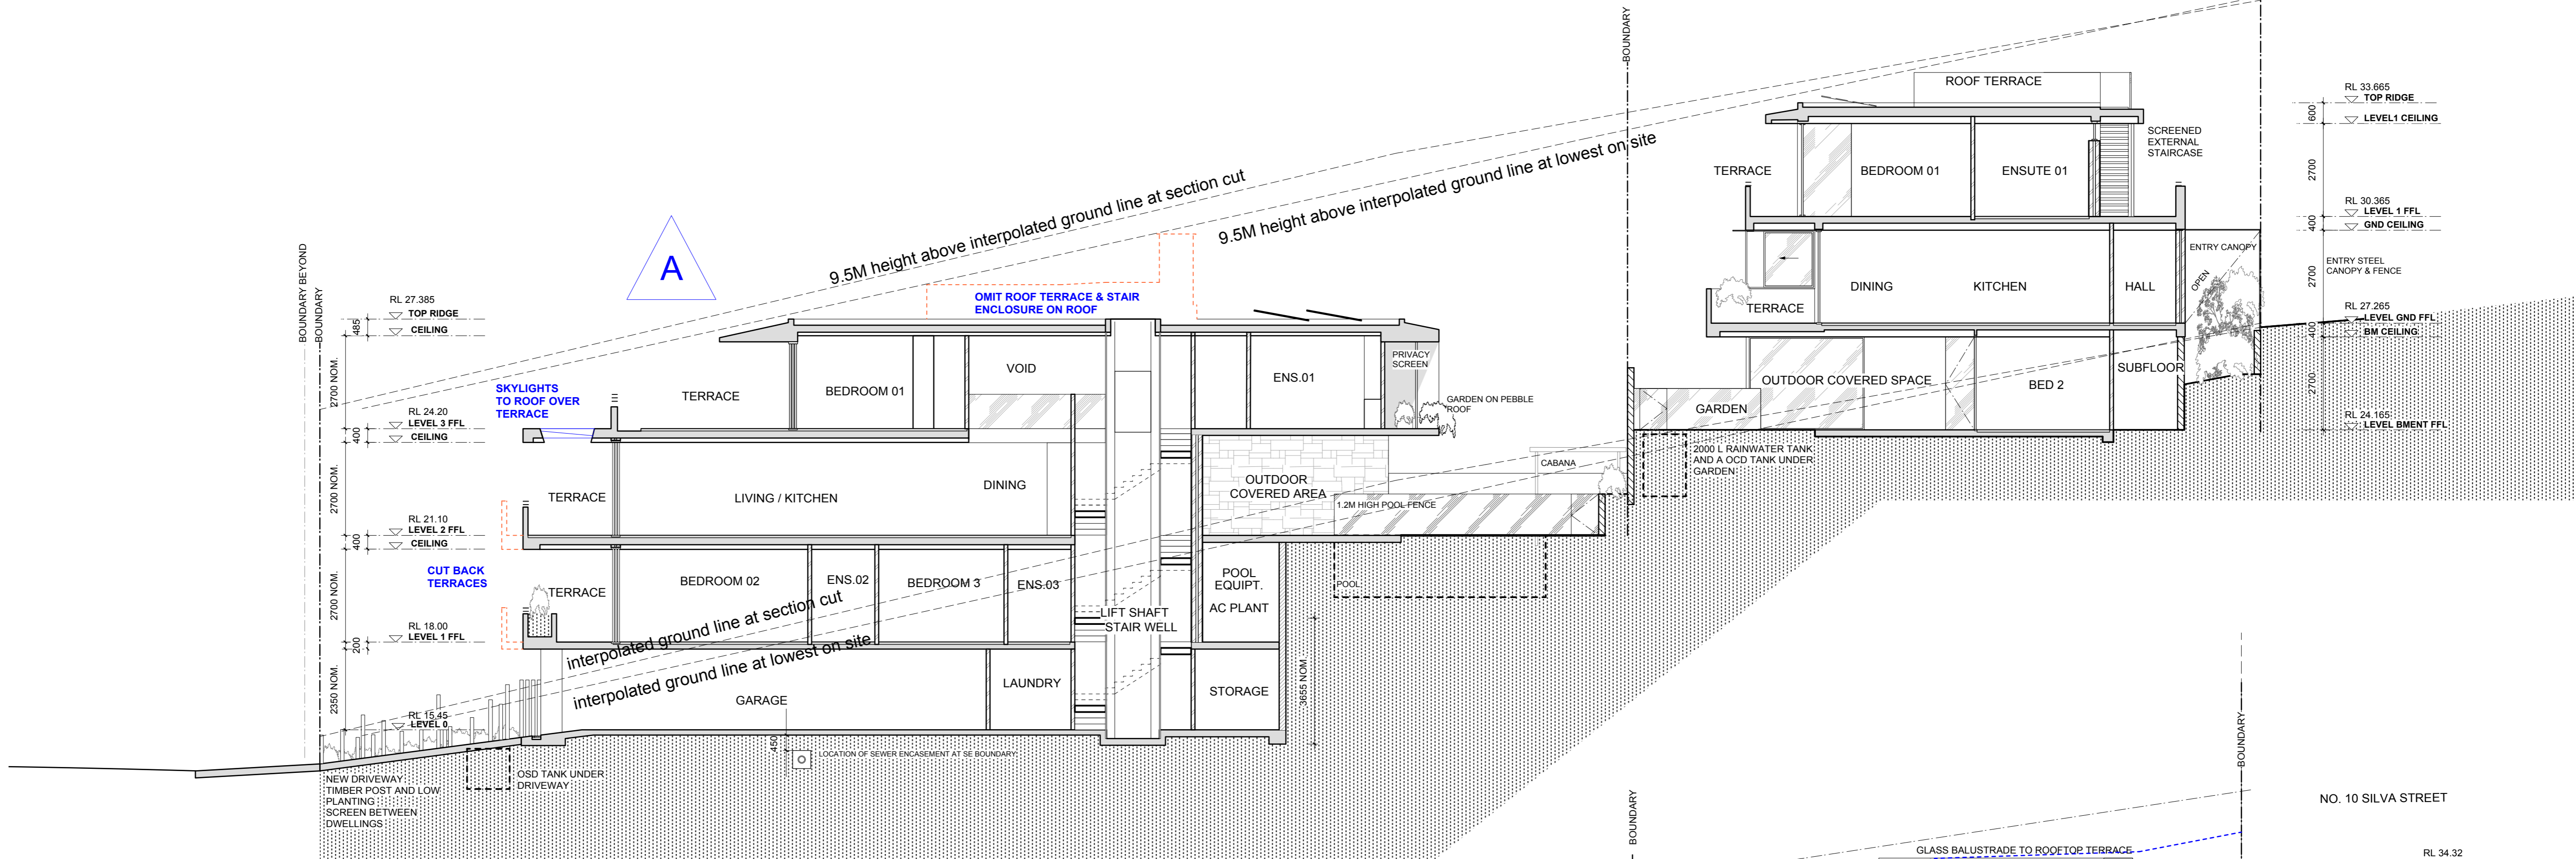 BOUNDARY
ROOF TERRACE
RL 33.665
TOP RIDGE
600
LEVEL1 CEILING
SCREENED
EXTERNAL
STAIRCASE
2700
TERRACE
BEDROOM 01
ENSUTE 01
RL 30.365
LEVEL 1 FFL
400
GND CEILING
ENTRY CANOPY
OPEN
ENTRY STEEL
CANOPY & FENCE
2700
DINING
KITCHEN
HALL
TERRACE
RL 27.265
LEVEL GND FFL
400
BM CEILING
SUBFLOOR
OUTDOOR COVERED SPACE
BED 2
2700
GARDEN
RL 24.165
LEVEL BMENT FFL
2000 L RAINWATER TANK
AND A OCD TANK UNDER
GARDEN
9.5M height above interpolated ground line at section cut
9.5M height above interpolated ground line at lowest on site
A
BOUNDARY BEYOND
BOUNDARY
RL 27.385
TOP RIDGE
485
CEILING
OMIT ROOF TERRACE & STAIR
ENCLOSURE ON ROOF
2700 NOM.
SKYLIGHTS
TO ROOF OVER
TERRACE
TERRACE
BEDROOM 01
VOID
ENS.01
PRIVACY
SCREEN
GARDEN ON PEBBLE
ROOF
RL 24.20
LEVEL 3 FFL
400
CEILING
2700 NOM.
TERRACE
LIVING / KITCHEN
DINING
OUTDOOR
COVERED AREA
CABANA
1.2M HIGH POOL FENCE
RL 21.10
LEVEL 2 FFL
400
CEILING
CUT BACK
TERRACES
2700 NOM.
TERRACE
BEDROOM 02
ENS.02
BEDROOM 3
ENS.03
POOL
EQUIPT.
AC PLANT
POOL
LIFT SHAFT
STAIR WELL
RL 18.00
LEVEL 1 FFL
200
interpolated ground line at section cut
interpolated ground line at lowest on site
2350 NOM.
GARAGE
LAUNDRY
STORAGE
3655 NOM.
RL 15.45
LEVEL 0
450
LOCATION OF SEWER ENCASEMENT AT SE BOUNDARY
OSD TANK UNDER
DRIVEWAY
NEW DRIVEWAY
TIMBER POST AND LOW
PLANTING
SCREEN BETWEEN
DWELLINGS
BOUNDARY
BOUNDARY
NO. 10 SILVA STREET
GLASS BALUSTRADE TO ROOFTOP TERRACE
RL 34.32